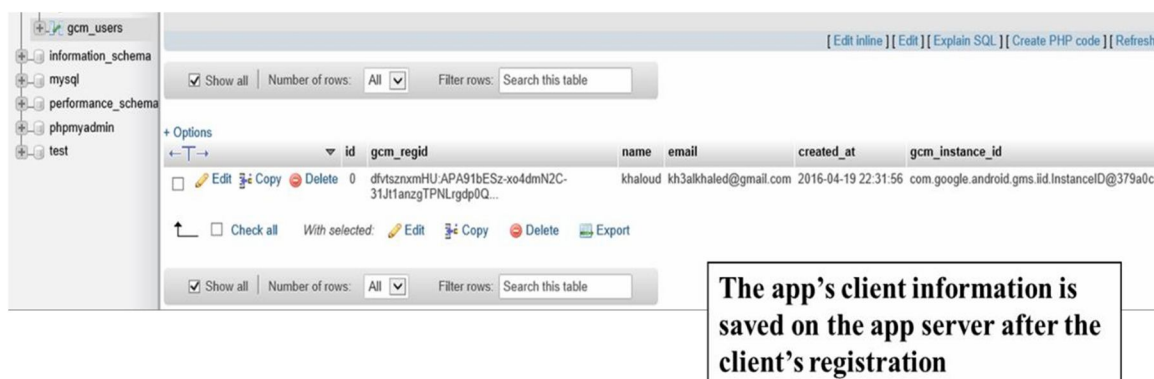 gcm_users
information_schema
mysql
performance_schema
phpmyadmin
test
[ Edit inline ] [ Edit ] [ Explain SQL ] [ Create PHP code ] [ Refresh
Show all | Number of rows: All Filter rows: Search this table
+ Options
←T→ id gcm_regid name email created_at gcm_instance_id
Edit Copy Delete 0 dfvtsznxmHU:APA91bESz-xo4dmN2C- khaloud kh3alkhaled@gmail.com 2016-04-19 22:31:56 com.google.android.gms.iid.InstanceID@379a0c
31Jt1anzgTPNLrgdp0Q...
Check all With selected: Edit Copy Delete Export
Show all | Number of rows: All Filter rows: Search this table
The app's client information is
saved on the app server after the
client's registration